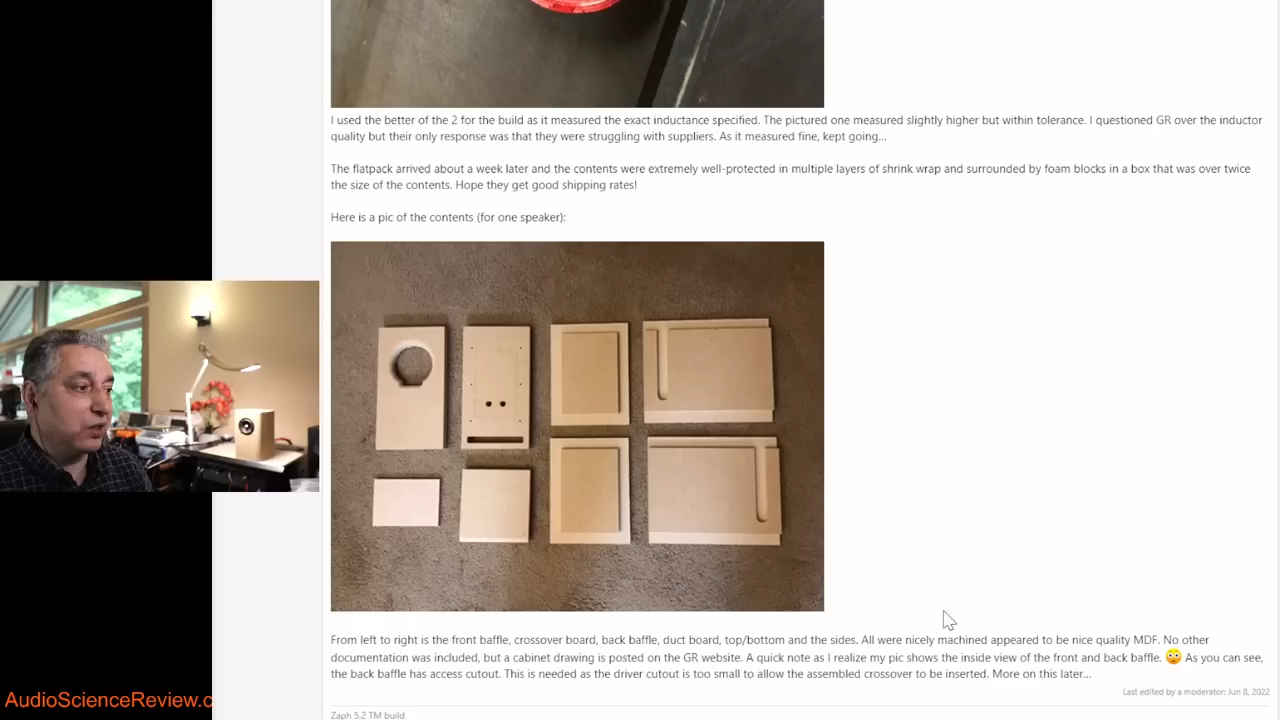 I used the better of the 2 for the build as it measured the exact inductance specified. The pictured one measured slightly higher but within tolerance. I questioned GR over the inductor
quality but their only response was that they were struggling with suppliers. As it measured fine, kept going...
The flatpack arrived about a week later and the contents were extremely well-protected in multiple layers of shrink wrap and surrounded by foam blocks in a box that was over twice
the size of the contents. Hope they get good shipping rates!
Here is a pic of the contents (for one speaker):
From left to right is the front baffle, crossover board, back baffle, duct board, top/bottom and the sides. All were nicely machined appeared to be nice quality MDF. No other
documentation was included, but a cabinet drawing is posted on the GR website. A quick note as I realize my pic shows the inside view of the front and back baffle. 😳 As you can see,
the back baffle has access cutout. This is needed as the driver cutout is too small to allow the assembled crossover to be inserted. More on this later...
Last edited by a moderator: Jun 8, 2022
AudioScienceReview.c
Zaph 5.2 TM build